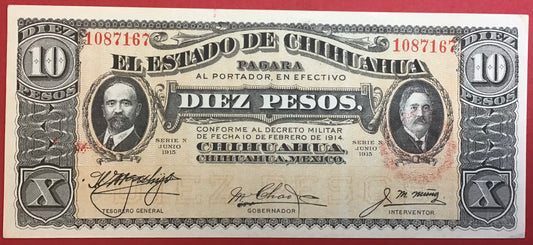 DIEZ
1087167
10
PESOS
EL ESTADO DE CHIHUAHUA
PAGARA
AL PORTADOR, EN EFECTIVO
DIEZ PESOS,
CONFORME AL DECRETO MILITAR
DE FECHA 10 DE FEBRERO DE 1914.
CHIHUAHUA,
CHIHUAHUA, MEXICO.
SERIE N
JUNIO
1915
X
TESORERO GENERAL
GOBERNADOR
INTERVENTOR.
DIEZ
1087167
10
PESOS
SERIE N
JUNIO
1915
X